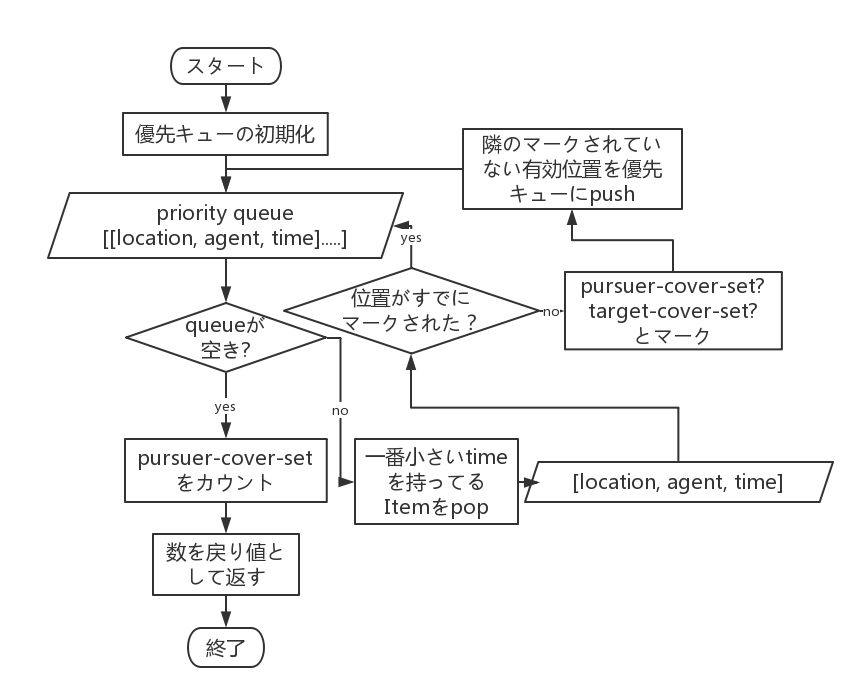 スタート
優先キューの初期化
隣のマークされてい
ない有効位置を優先
キューにpush
priority queue
[[location, agent, time].....]
yes
位置がすでに
マークされた？
no
pursuer-cover-set?
target-cover-set?
とマーク
queueが
空き?
yes
no
pursuer-cover-set
をカウント
一番小さいtime
を持ってる
Itemをpop
[location, agent, time]
数を戻り値と
して返す
終了